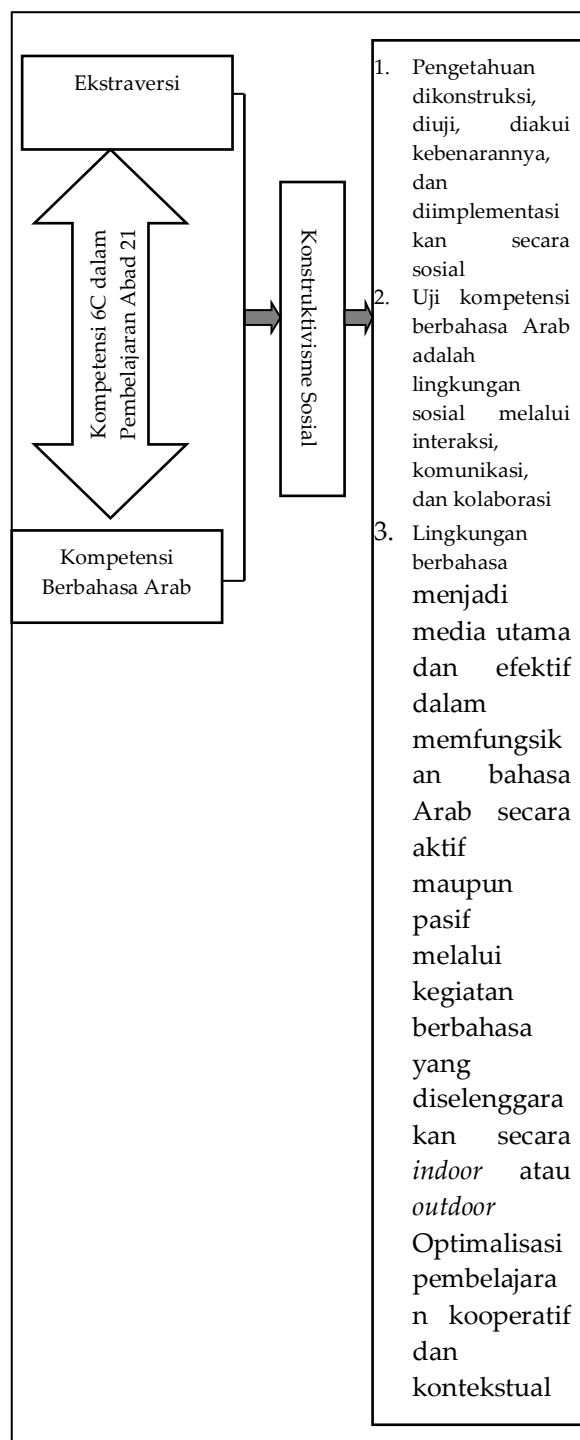 Ekstraversi
Kompetensi 6C dalam
Pembelajaran Abad 21
Kompetensi
Berbahasa Arab
Konstruktivisme Sosial
1. Pengetahuan
dikonstruksi,
diuji, diakui
kebenarannya,
dan
diimplementasi
kan secara
sosial
2. Uji kompetensi
berbahasa Arab
adalah
lingkungan
sosial melalui
interaksi,
komunikasi,
dan kolaborasi
3. Lingkungan
berbahasa
menjadi
media utama
dan efektif
dalam
memfungsik
an bahasa
Arab secara
aktif
maupun
pasif
melalui
kegiatan
berbahasa
yang
diselenggara
kan secara
indoor atau
outdoor
Optimalisasi
pembelajara
n kooperatif
dan
kontekstual